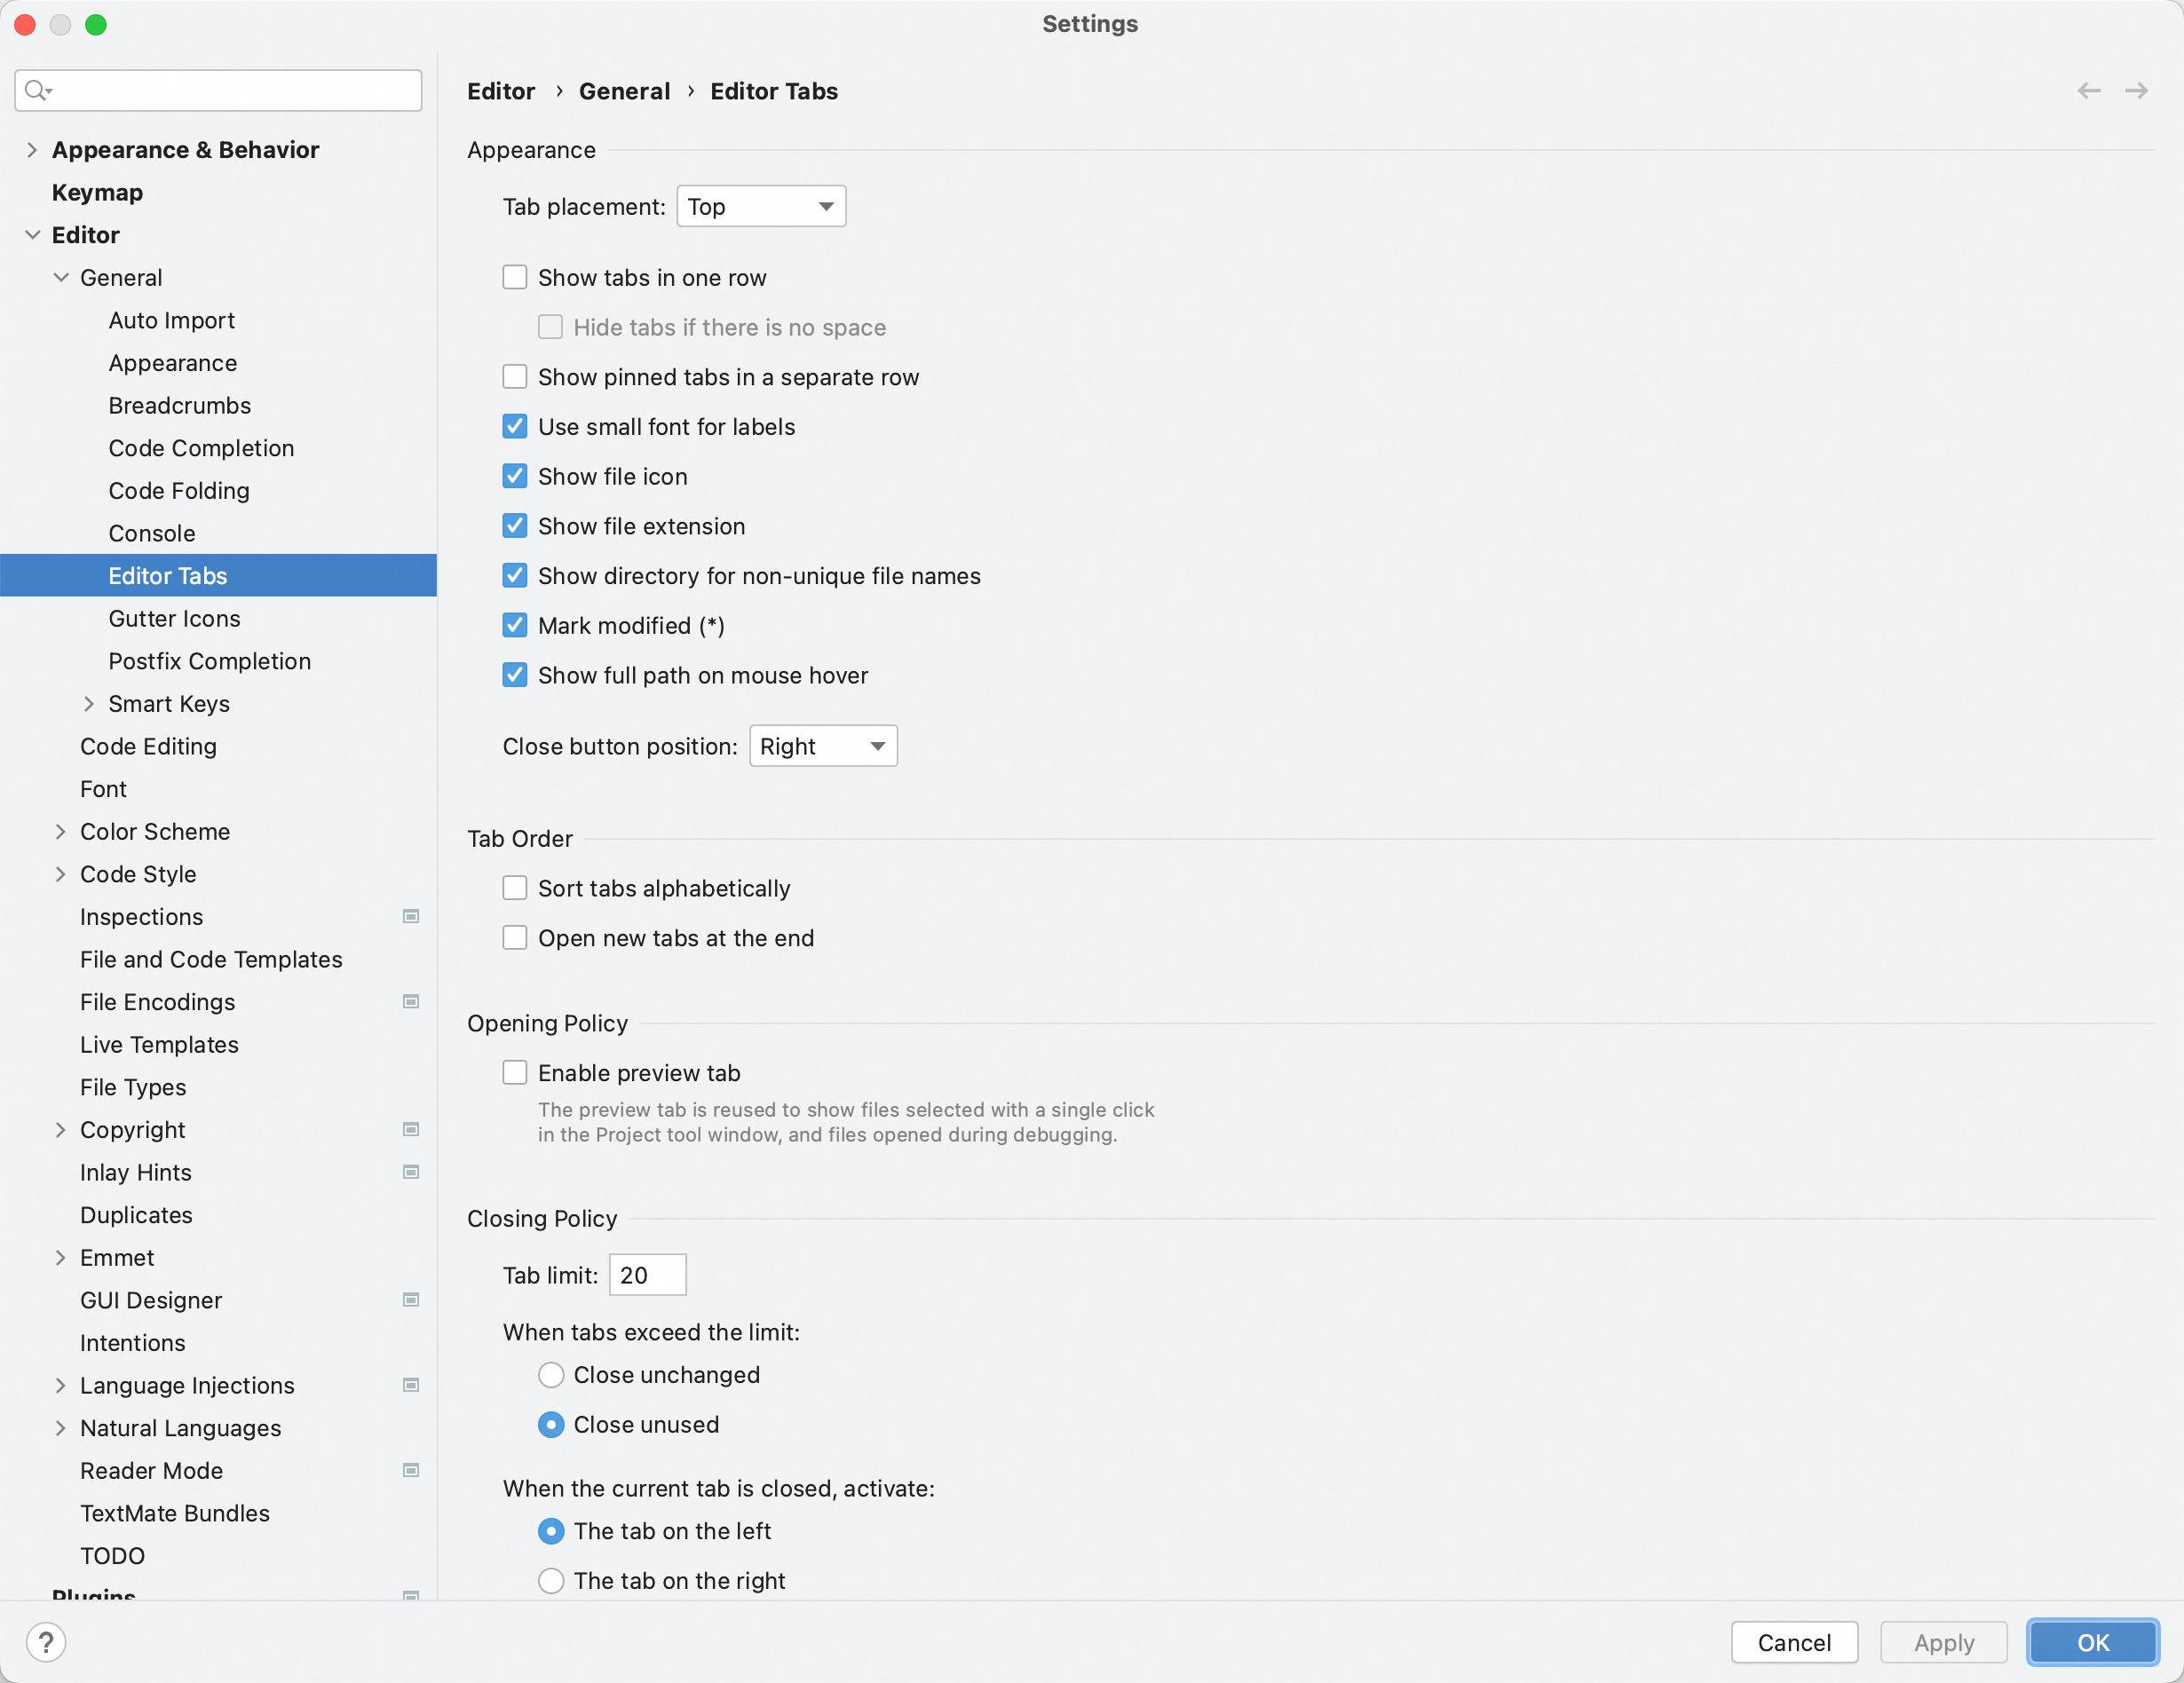 Settings
Appearance & Behavior
Keymap
Editor
General
Auto Import
Appearance
Breadcrumbs
Code Completion
Code Folding
Console
Editor Tabs
Gutter Icons
Postfix Completion
Smart Keys
Code Editing
Font
Color Scheme
Code Style
Inspections
File and Code Templates
File Encodings
Live Templates
File Types
Copyright
Inlay Hints
Duplicates
Emmet
GUI Designer
Intentions
Language Injections
Natural Languages
Reader Mode
TextMate Bundles
TODO
Plugins
Editor › General › Editor Tabs
Appearance
Tab placement: Top
Show tabs in one row
Hide tabs if there is no space
Show pinned tabs in a separate row
Use small font for labels
Show file icon
Show file extension
Show directory for non-unique file names
Mark modified (*)
Show full path on mouse hover
Close button position: Right
Tab Order
Sort tabs alphabetically
Open new tabs at the end
Opening Policy
Enable preview tab
The preview tab is reused to show files selected with a single click
in the Project tool window, and files opened during debugging.
Closing Policy
Tab limit: 20
When tabs exceed the limit:
Close unchanged
Close unused
When the current tab is closed, activate:
The tab on the left
The tab on the right
?
Cancel
Apply
OK